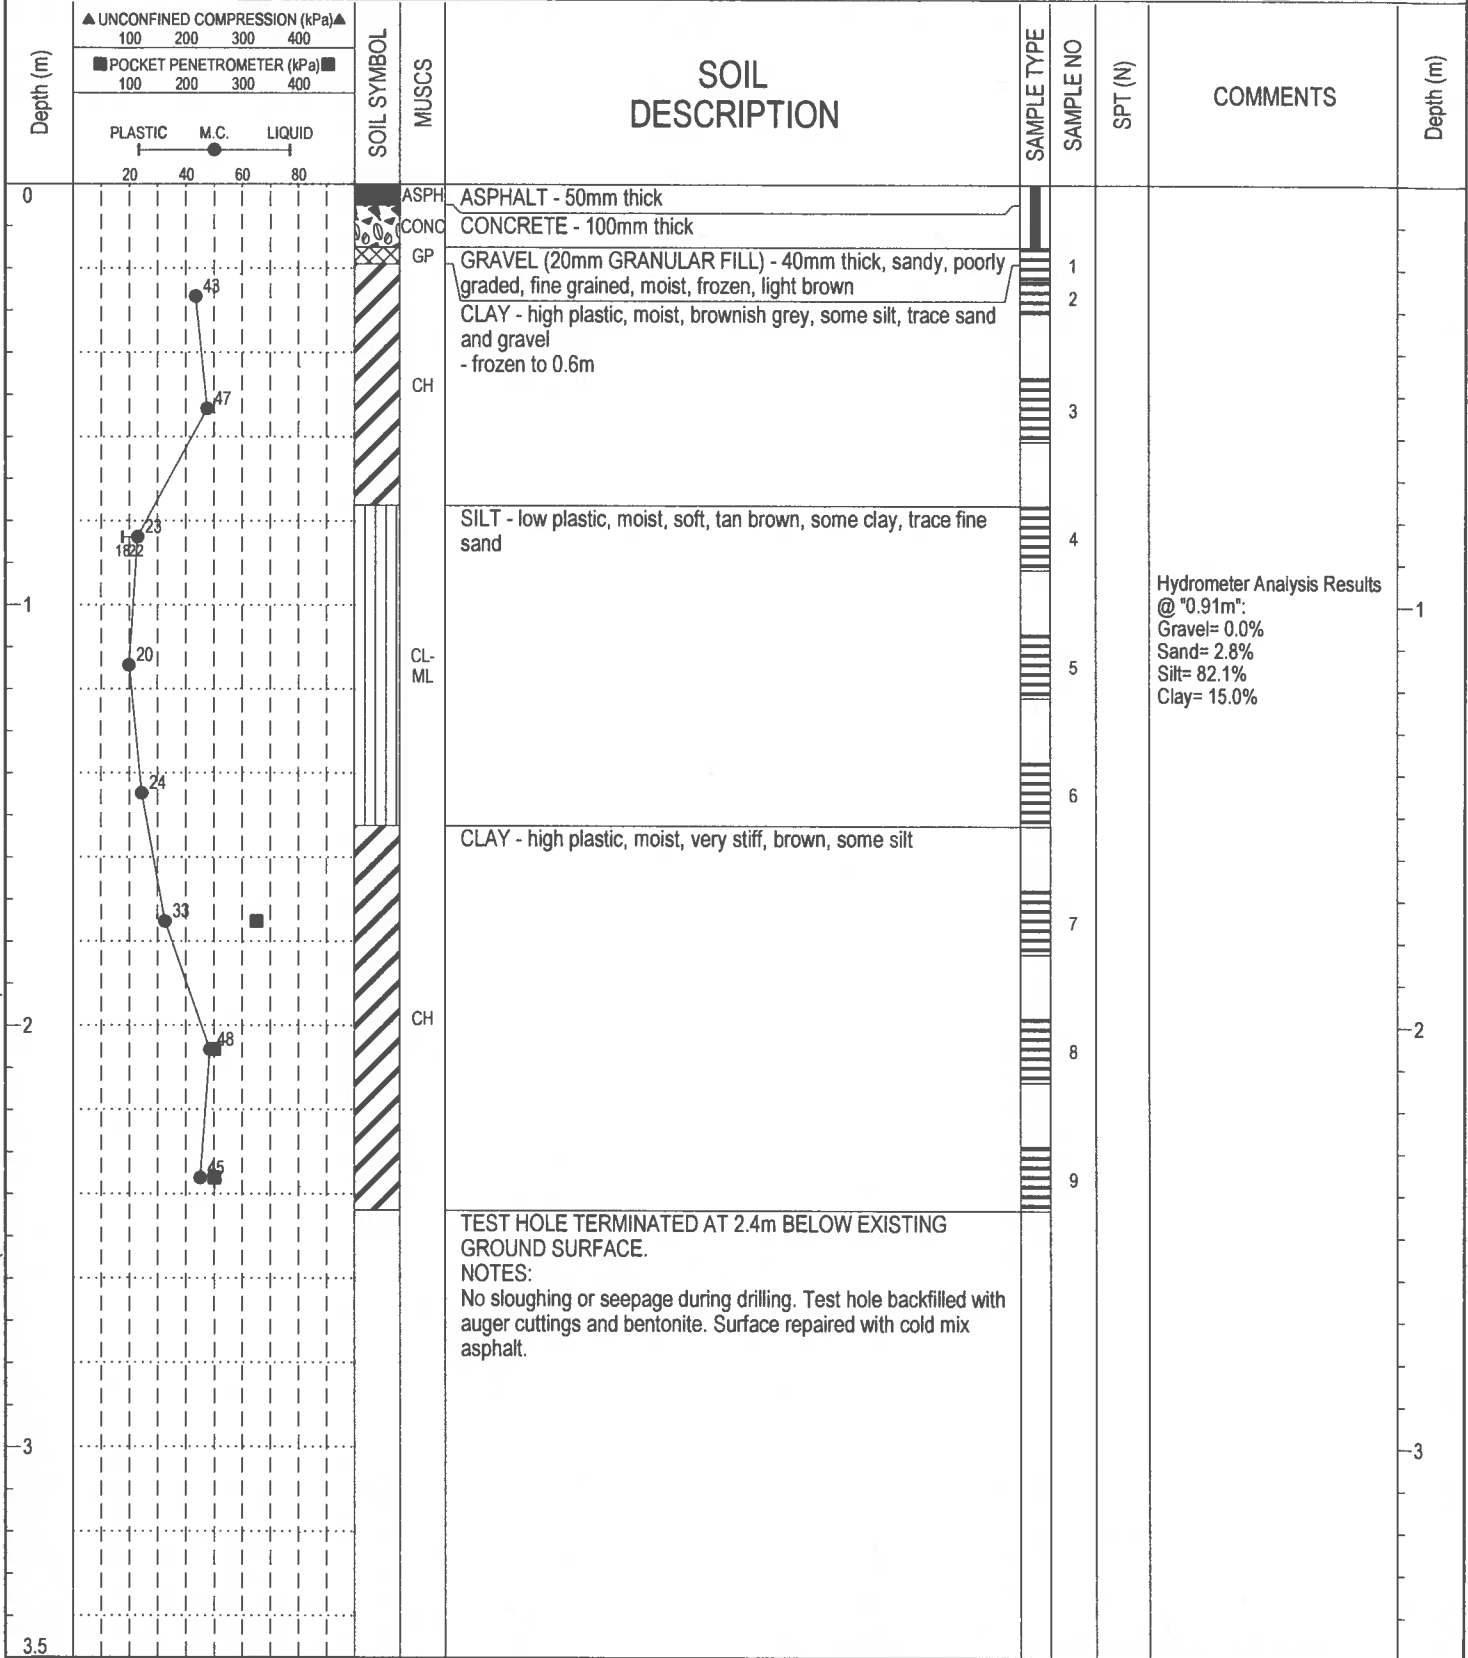 Depth (m)
▲ UNCONFINED COMPRESSION (kPa) ▲
100 200 300 400
■ POCKET PENETROMETER (kPa) ■
100 200 300 400
PLASTIC M.C. LIQUID
20 40 60 80
SOIL SYMBOL
MUSCS
SOIL
DESCRIPTION
SAMPLE TYPE
SAMPLE NO
SPT (N)
COMMENTS
Depth (m)
0
ASPH
ASPHALT - 50mm thick
CONC
CONCRETE - 100mm thick
GP
GRAVEL (20mm GRANULAR FILL) - 40mm thick, sandy, poorly
graded, fine grained, moist, frozen, light brown
1
43
2
CLAY - high plastic, moist, brownish grey, some silt, trace sand
and gravel
- frozen to 0.6m
CH
47
3
SILT - low plastic, moist, soft, tan brown, some clay, trace fine
sand
23
18 22
4
Hydrometer Analysis Results
@ "0.91m":
Gravel= 0.0%
Sand= 2.8%
Silt= 82.1%
Clay= 15.0%
1
1
20
CL-
ML
5
24
6
CLAY - high plastic, moist, very stiff, brown, some silt
33
7
CH
2
2
48
8
45
9
TEST HOLE TERMINATED AT 2.4m BELOW EXISTING
GROUND SURFACE.
NOTES:
No sloughing or seepage during drilling. Test hole backfilled with
auger cuttings and bentonite. Surface repaired with cold mix
asphalt.
3
3
3.5